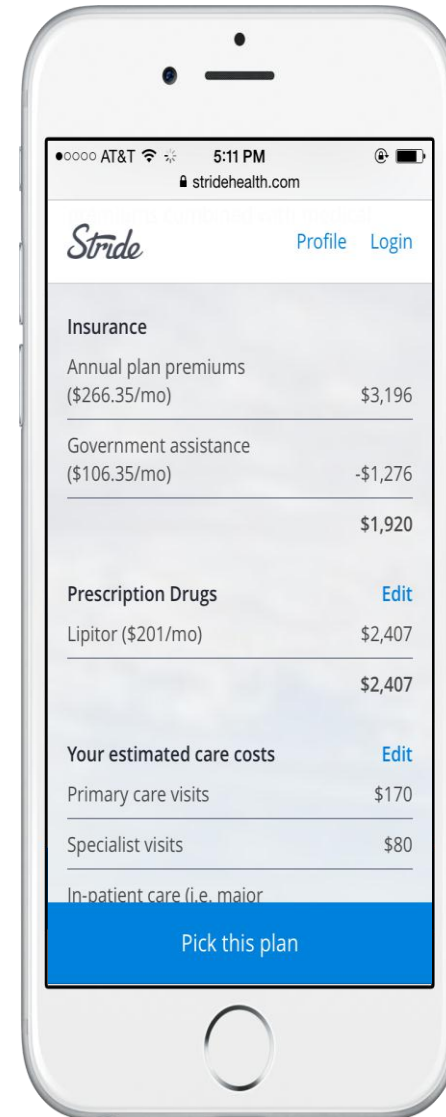 AT&T 5:11 PM
stridehealth.com
Stride Profile Login
Insurance
Annual plan premiums
($266.35/mo) $3,196
Government assistance
($106.35/mo) -$1,276
$1,920
Prescription Drugs Edit
Lipitor ($201/mo) $2,407
$2,407
Your estimated care costs Edit
Primary care visits $170
Specialist visits $80
In-patient care (i.e. major
Pick this plan